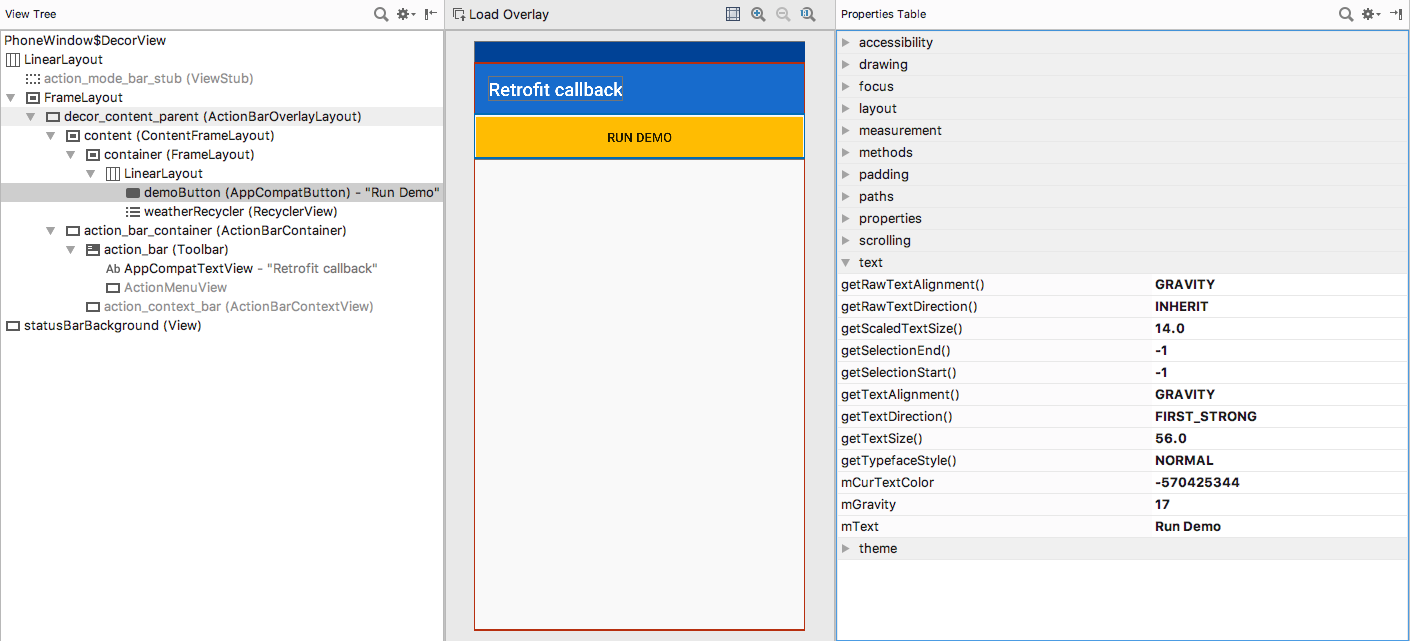 View Tree
PhoneWindow$DecorView
LinearLayout
action_mode_bar_stub (ViewStub)
FrameLayout
decor_content_parent (ActionBarOverlayLayout)
content (ContentFrameLayout)
container (FrameLayout)
LinearLayout
demoButton (AppCompatButton) - "Run Demo"
weatherRecycler (RecyclerView)
action_bar_container (ActionBarContainer)
action_bar (Toolbar)
Ab AppCompatTextView - "Retrofit callback"
ActionMenuView
action_context_bar (ActionBarContextView)
statusBarBackground (View)
Load Overlay
Retrofit callback
RUN DEMO
Properties Table
accessibility
drawing
focus
layout
measurement
methods
padding
paths
properties
scrolling
text
getRawTextAlignment() GRAVITY
getRawTextDirection() INHERIT
getScaledTextSize() 14.0
getSelectionEnd() -1
getSelectionStart() -1
getTextAlignment() GRAVITY
getTextDirection() FIRST_STRONG
getTextSize() 56.0
getTypefaceStyle() NORMAL
mCurTextColor -570425344
mGravity 17
mText Run Demo
theme